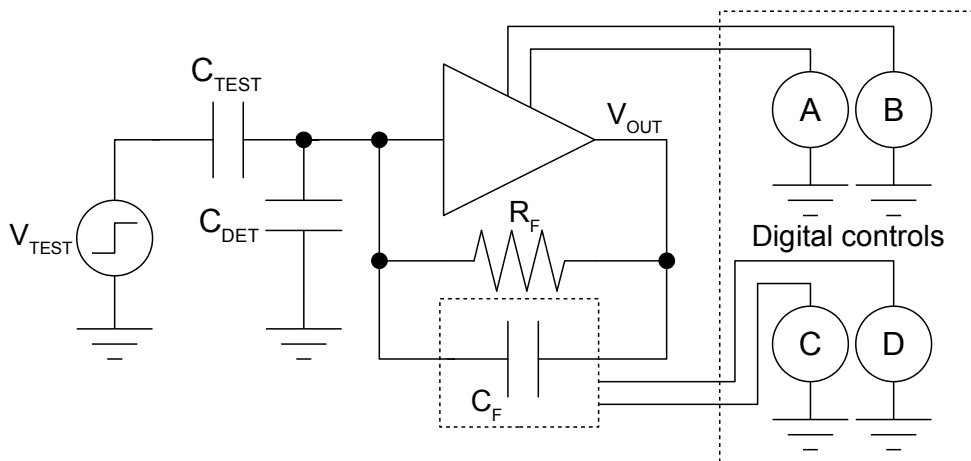 C_TEST
A
B
V_OUT
V_TEST
C_DET
R_F
Digital controls
C
D
C_F